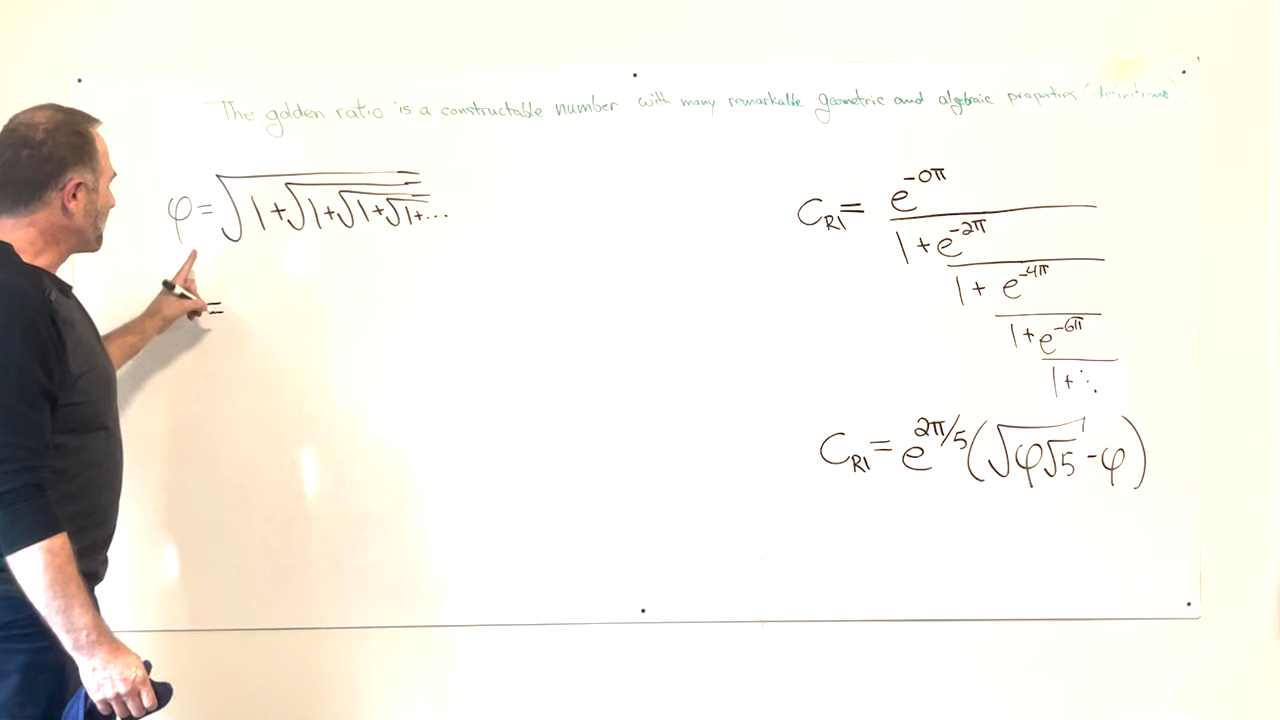 The golden ratio is a constructable number with many remarkable geometric and algebraic properties (definitions)
φ = √1+√1+√1+√1+...
=
C_R1 = e^-0π
1 + e^-2π
1 + e^-4π
1 + e^-6π
1 + ⋱
C_R1 = e^2π/5 (√φ√5 - φ)